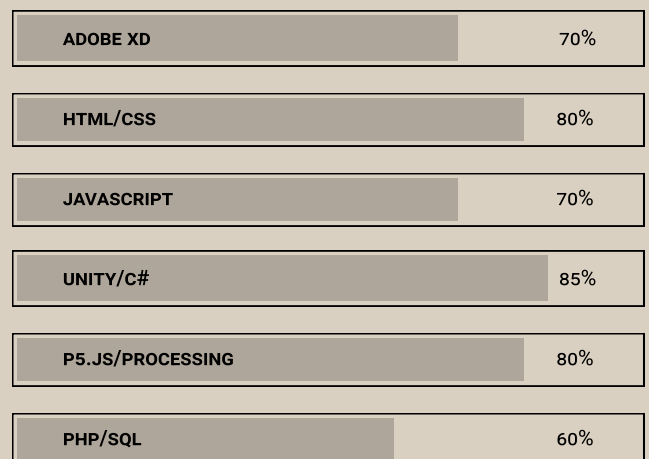 ADOBE XD 70%
HTML/CSS 80%
JAVASCRIPT 70%
UNITY/C# 85%
P5.JS/PROCESSING 80%
PHP/SQL 60%